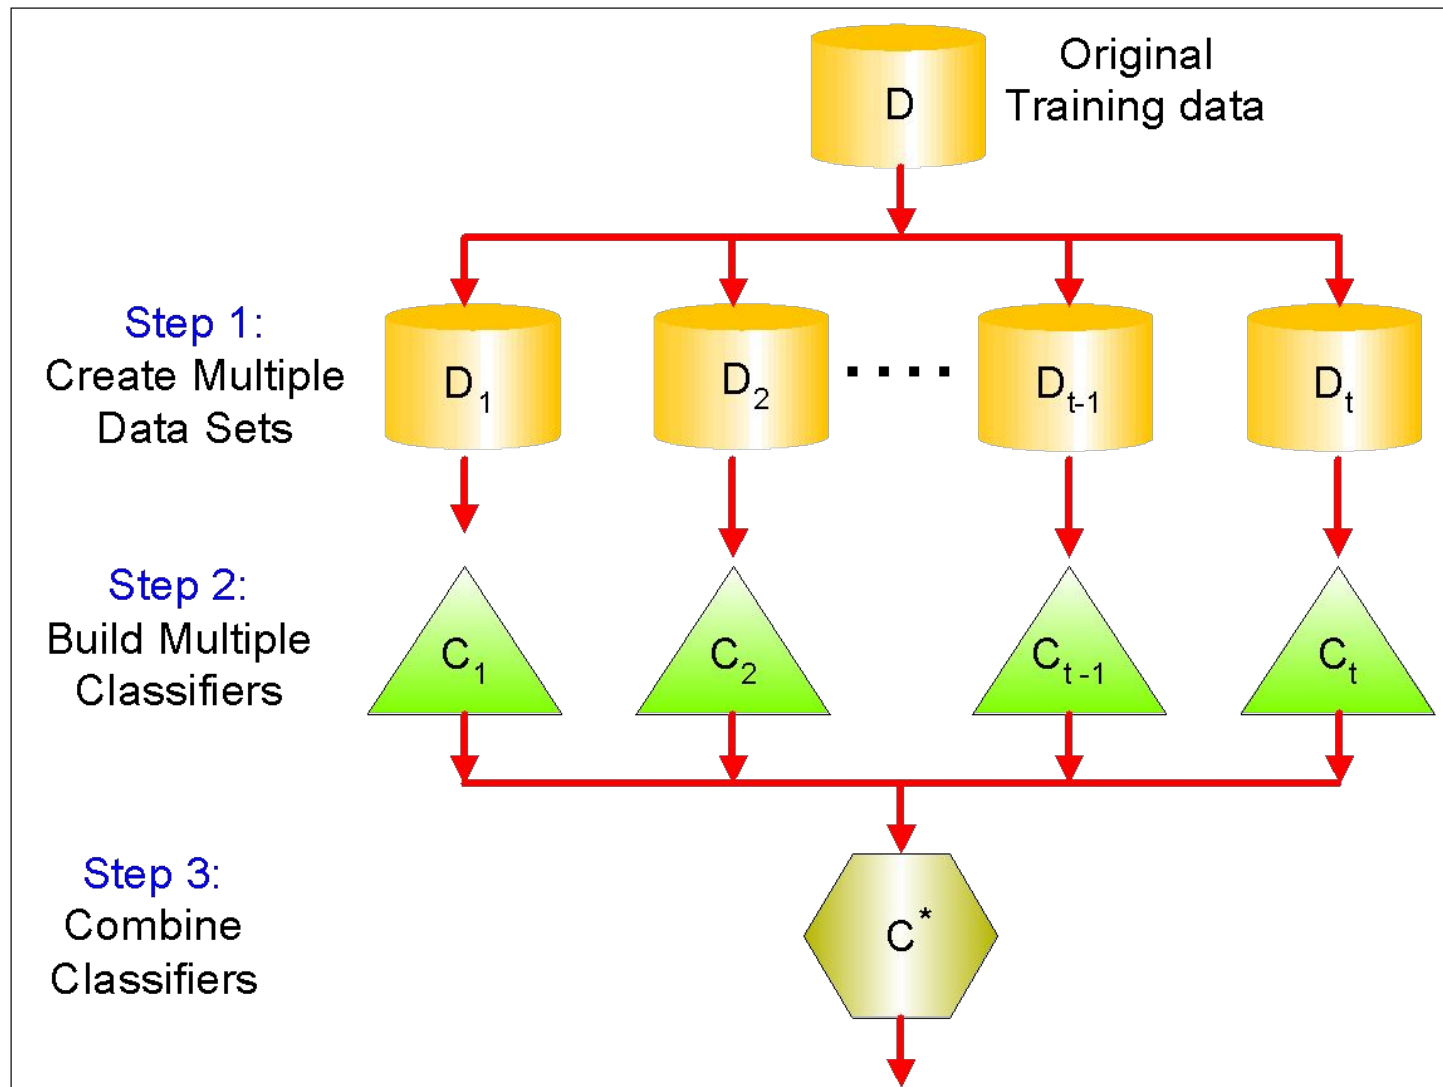 Original
Training data
D
Step 1:
Create Multiple
Data Sets
D1
D2
....
Dt-1
Dt
Step 2:
Build Multiple
Classifiers
C1
C2
Ct-1
Ct
Step 3:
Combine
Classifiers
C*